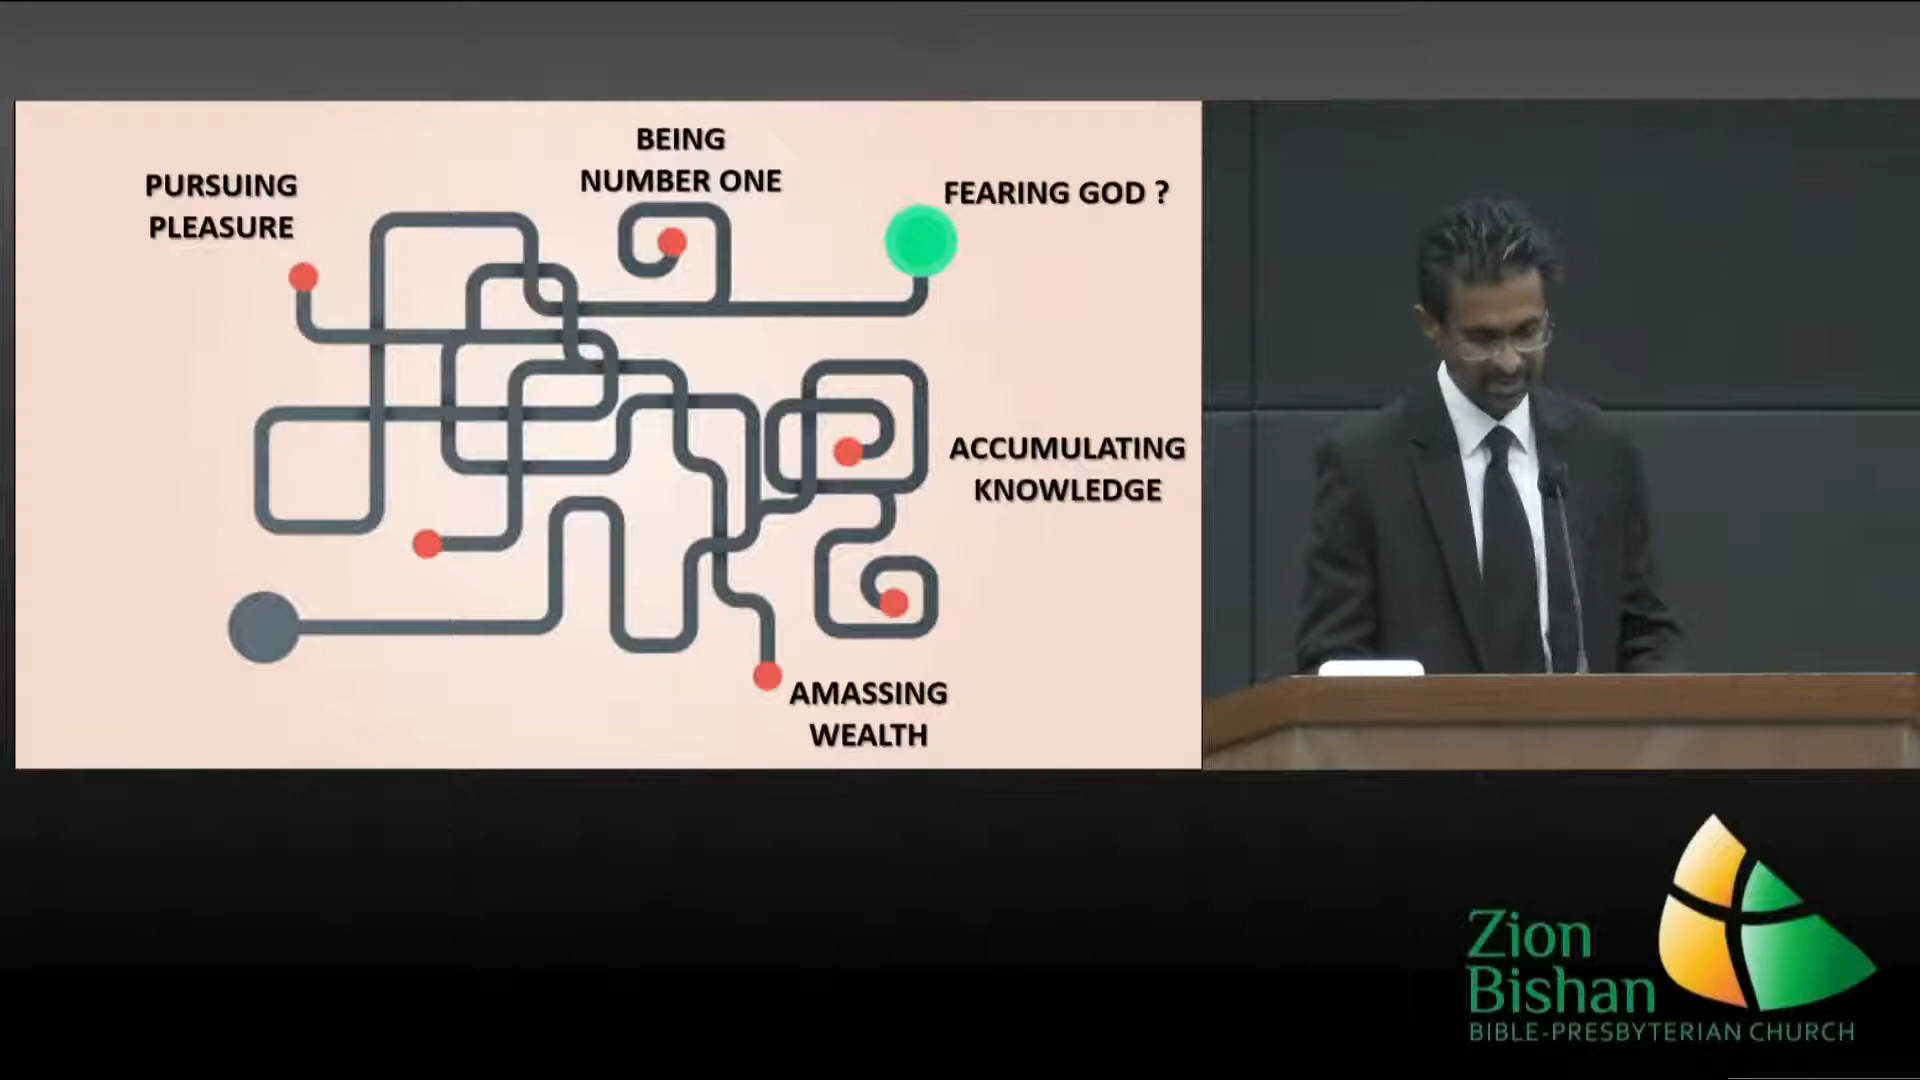 BEING
NUMBER ONE
PURSUING
PLEASURE
FEARING GOD ?
ACCUMULATING
KNOWLEDGE
AMASSING
WEALTH
Zion
Bishan
BIBLE-PRESBYTERIAN CHURCH